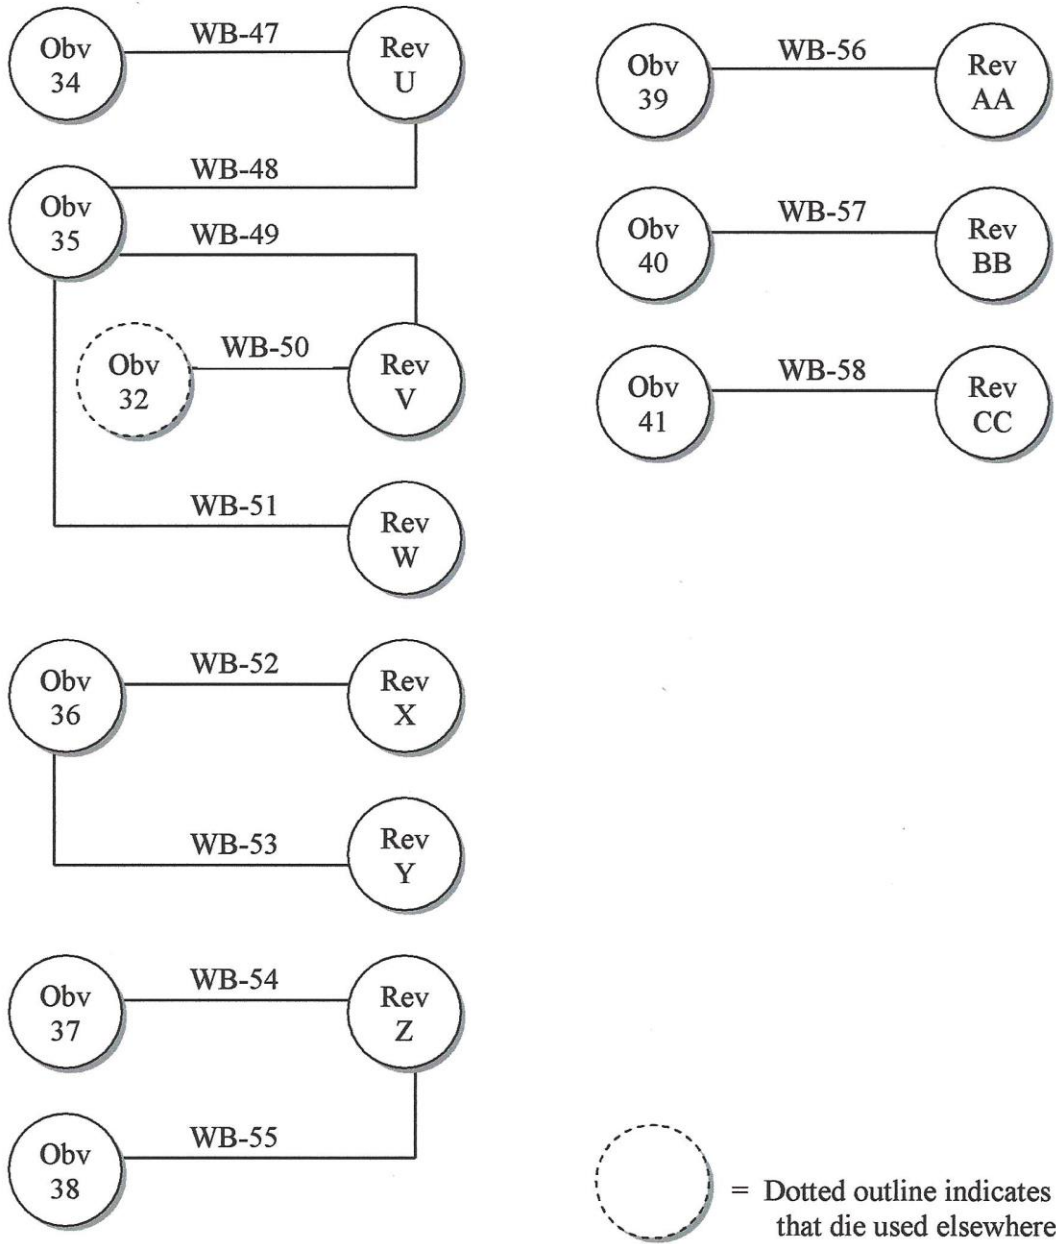 Obv
34
WB-47
Rev
U
WB-48
Obv
35
WB-49
Obv
32
WB-50
Rev
V
WB-51
Rev
W
Obv
36
WB-52
Rev
X
WB-53
Rev
Y
Obv
37
WB-54
Rev
Z
Obv
38
WB-55
Obv
39
WB-56
Rev
AA
Obv
40
WB-57
Rev
BB
Obv
41
WB-58
Rev
CC
= Dotted outline indicates
that die used elsewhere